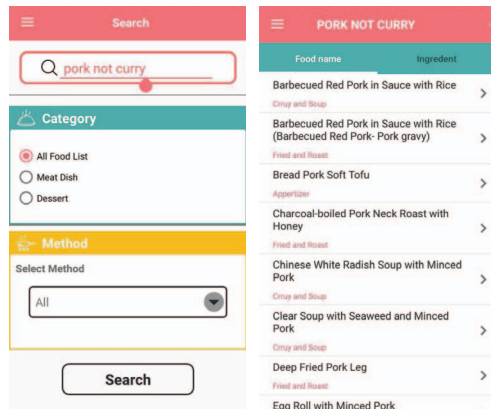 Search
pork not curry
Category
All Food List
Meat Dish
Dessert
Method
Select Method
All
Search
PORK NOT CURRY
Food name
Ingredent
Barbecued Red Pork in Sauce with Rice
Crruy and Soup
Barbecued Red Pork in Sauce with Rice
(Barbecued Red Pork- Pork gravy)
Fried and Roast
Bread Pork Soft Tofu
Appertizer
Charcoal-boiled Pork Neck Roast with
Honey
Fried and Roast
Chinese White Radish Soup with Minced
Pork
Crruy and Soup
Clear Soup with Seaweed and Minced
Pork
Crruy and Soup
Deep Fried Pork Leg
Fried and Roast
Egg Roll with Minced Pork